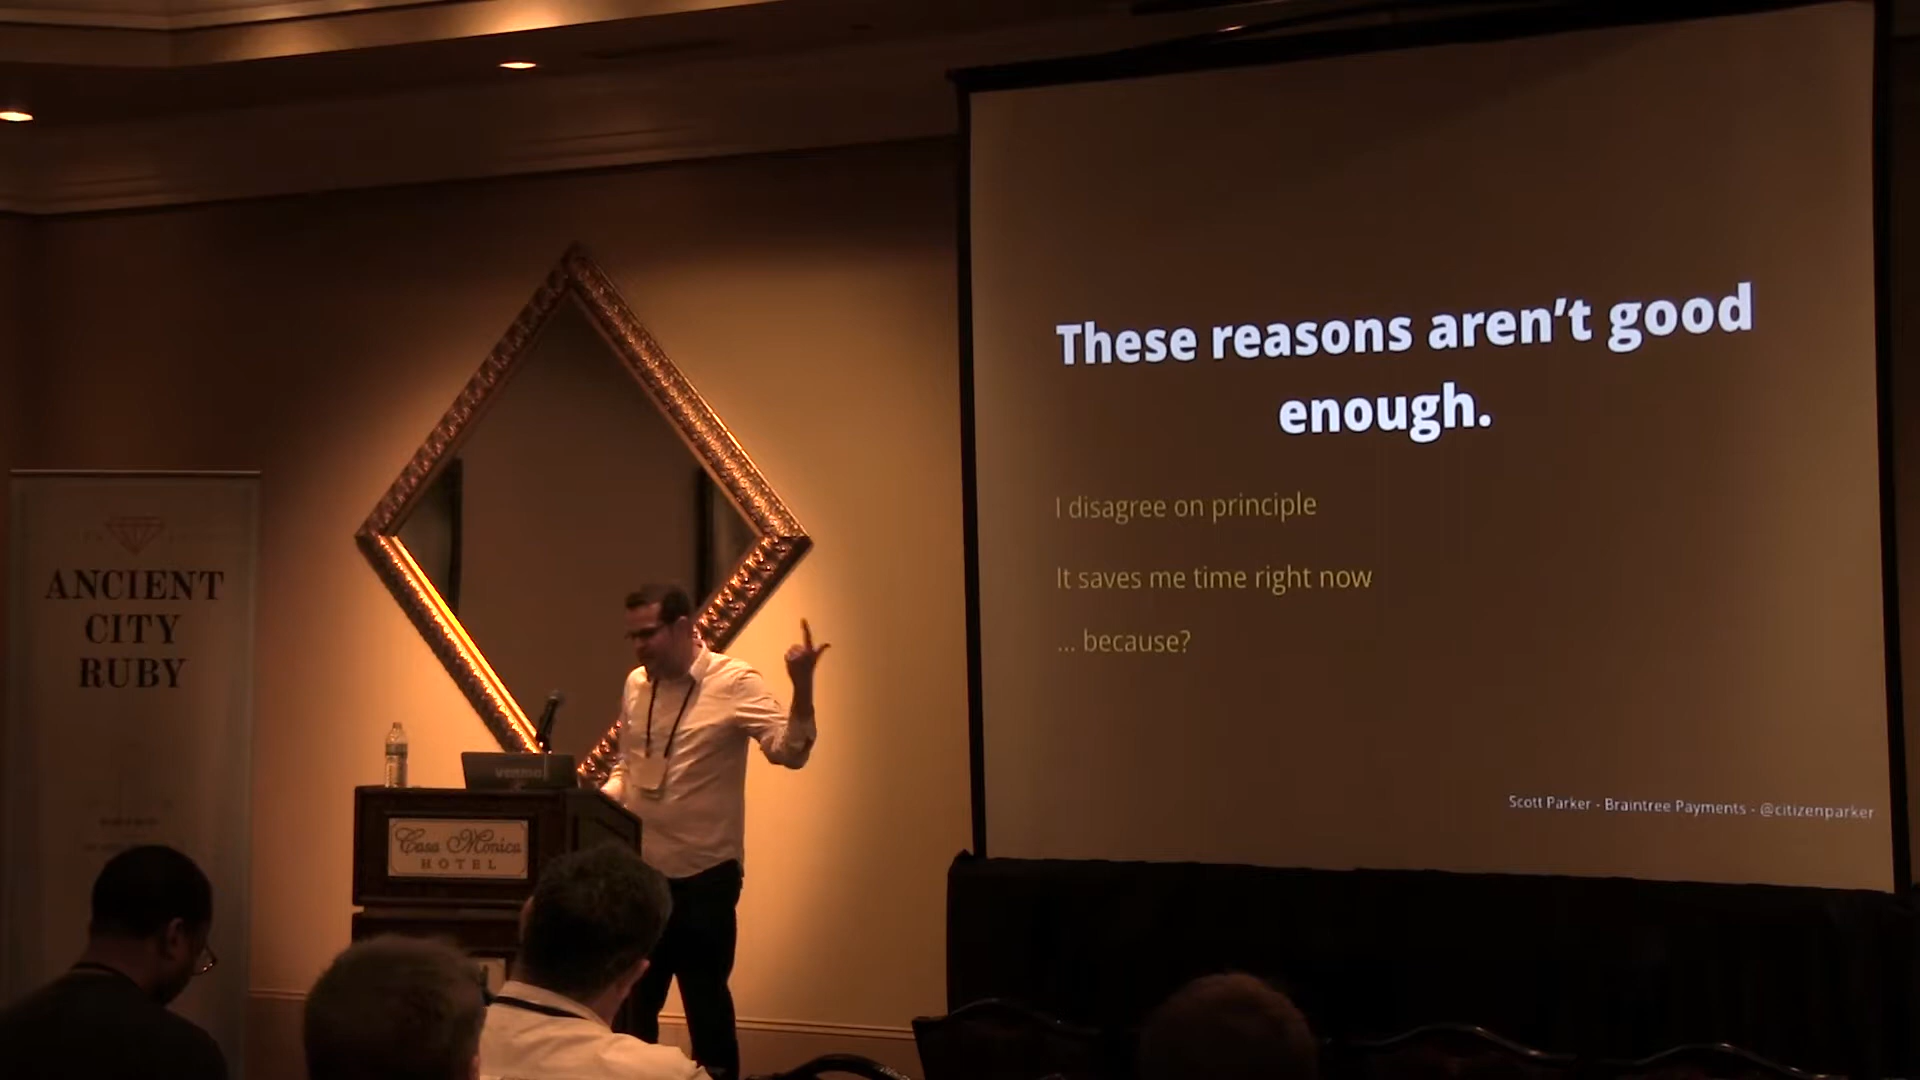 These reasons aren’t good
enough.
I disagree on principle
It saves me time right now
... because?
Scott Parker - Braintree Payments - @citizenparker
ANCIENT
CITY
RUBY
venmo
Casa Monica
HOTEL